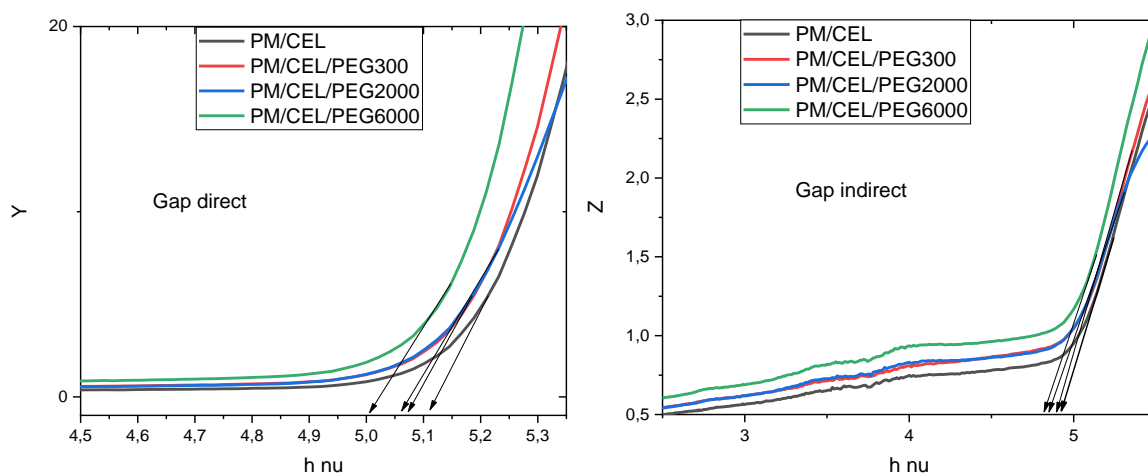 20
PM/CEL
PM/CEL/PEG300
PM/CEL/PEG2000
PM/CEL/PEG6000
Gap direct
Y
0
4,5 4,6 4,7 4,8 4,9 5,0 5,1 5,2 5,3
h nu
3,0
PM/CEL
PM/CEL/PEG300
PM/CEL/PEG2000
PM/CEL/PEG6000
2,5
2,0
Gap indirect
Z
1,5
1,0
0,5
3 4 5
h nu